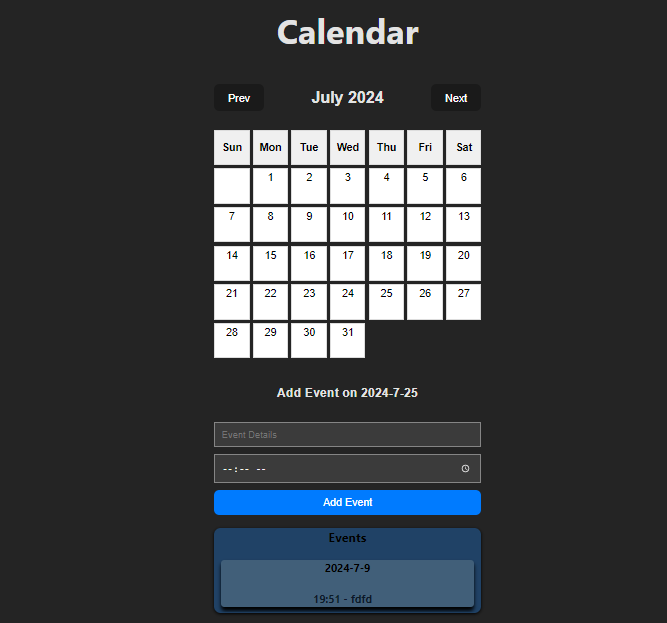 Calendar
Prev July 2024 Next
Sun Mon Tue Wed Thu Fri Sat
1 2 3 4 5 6
7 8 9 10 11 12 13
14 15 16 17 18 19 20
21 22 23 24 25 26 27
28 29 30 31
Add Event on 2024-7-25
Event Details
--:-- --
Add Event
Events
2024-7-9
19:51 - fdfd